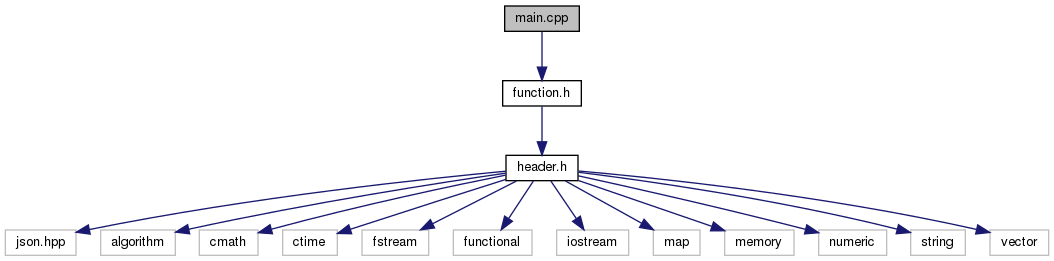 main.cpp
function.h
header.h
json.hpp
algorithm
cmath
ctime
fstream
functional
iostream
map
memory
numeric
string
vector